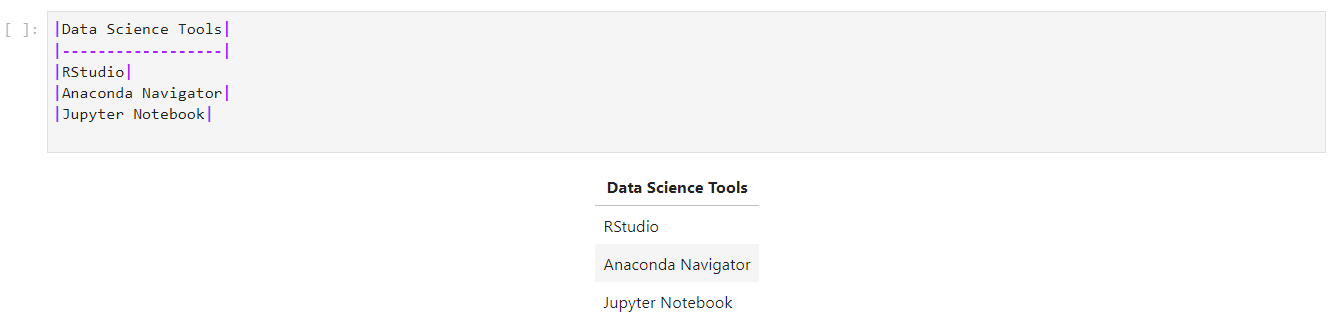 [ ]:
|Data Science Tools|
|------------------|
|RStudio|
|Anaconda Navigator|
|Jupyter Notebook|
Data Science Tools
RStudio
Anaconda Navigator
Jupyter Notebook